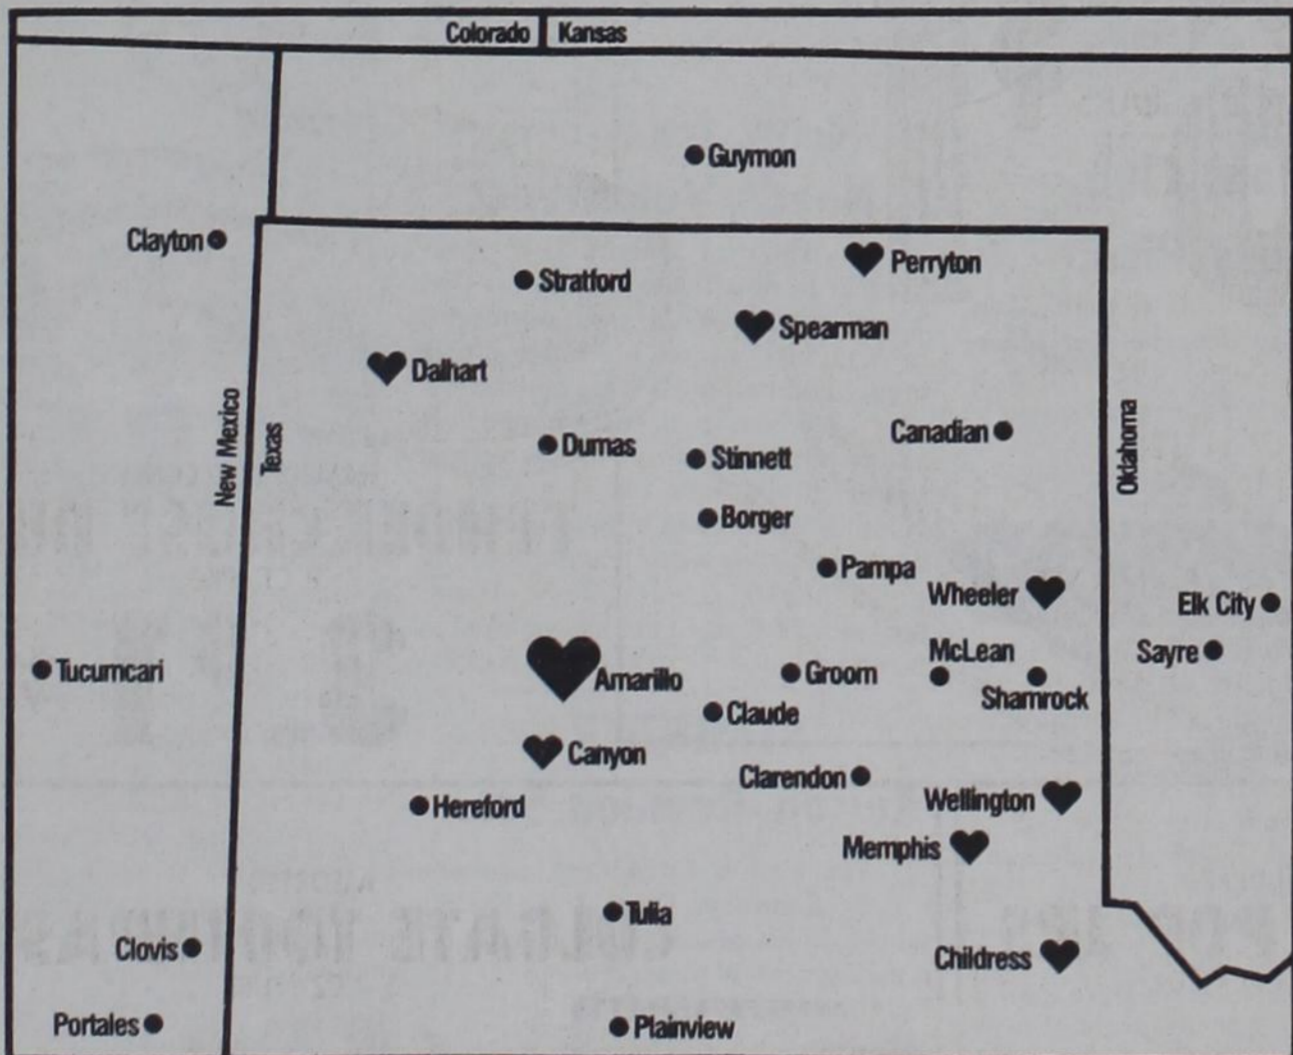 Colorado Kansas
Guymon
Clayton
Perryton
Stratford
Spearman
Dalhart
New Mexico
Texas
Oklahoma
Canadian
Dumas
Stinnett
Borger
Pampa
Wheeler
Elk City
McLean
Sayre
Tucumcari
Amarillo
Groom
Shamrock
Claude
Canyon
Clarendon
Wellington
Hereford
Memphis
Tulia
Clovis
Childress
Portales
Plainview